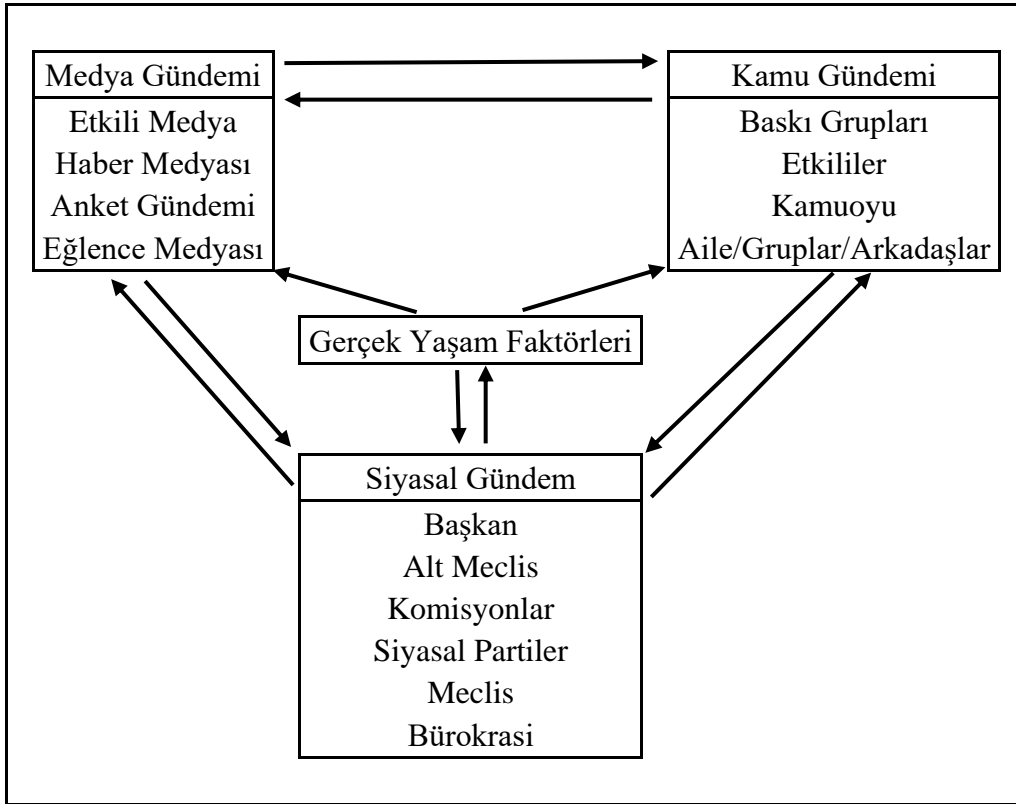 Medya Gündemi
Etkili Medya
Haber Medyası
Anket Gündemi
Eğlence Medyası
Kamu Gündemi
Baskı Grupları
Etkililer
Kamuoyu
Aile/Gruplar/Arkadaşlar
Gerçek Yaşam Faktörleri
Siyasal Gündem
Başkan
Alt Meclis
Komisyonlar
Siyasal Partiler
Meclis
Bürokrasi